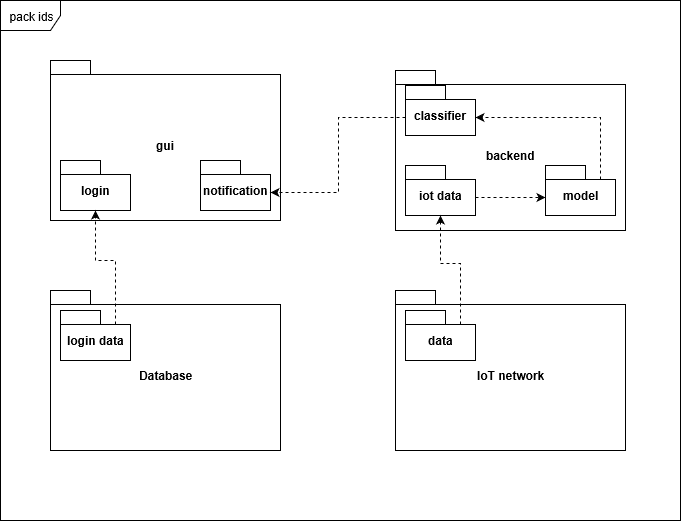 pack ids
gui
login
notification
classifier
backend
iot data
model
login data
Database
data
IoT network